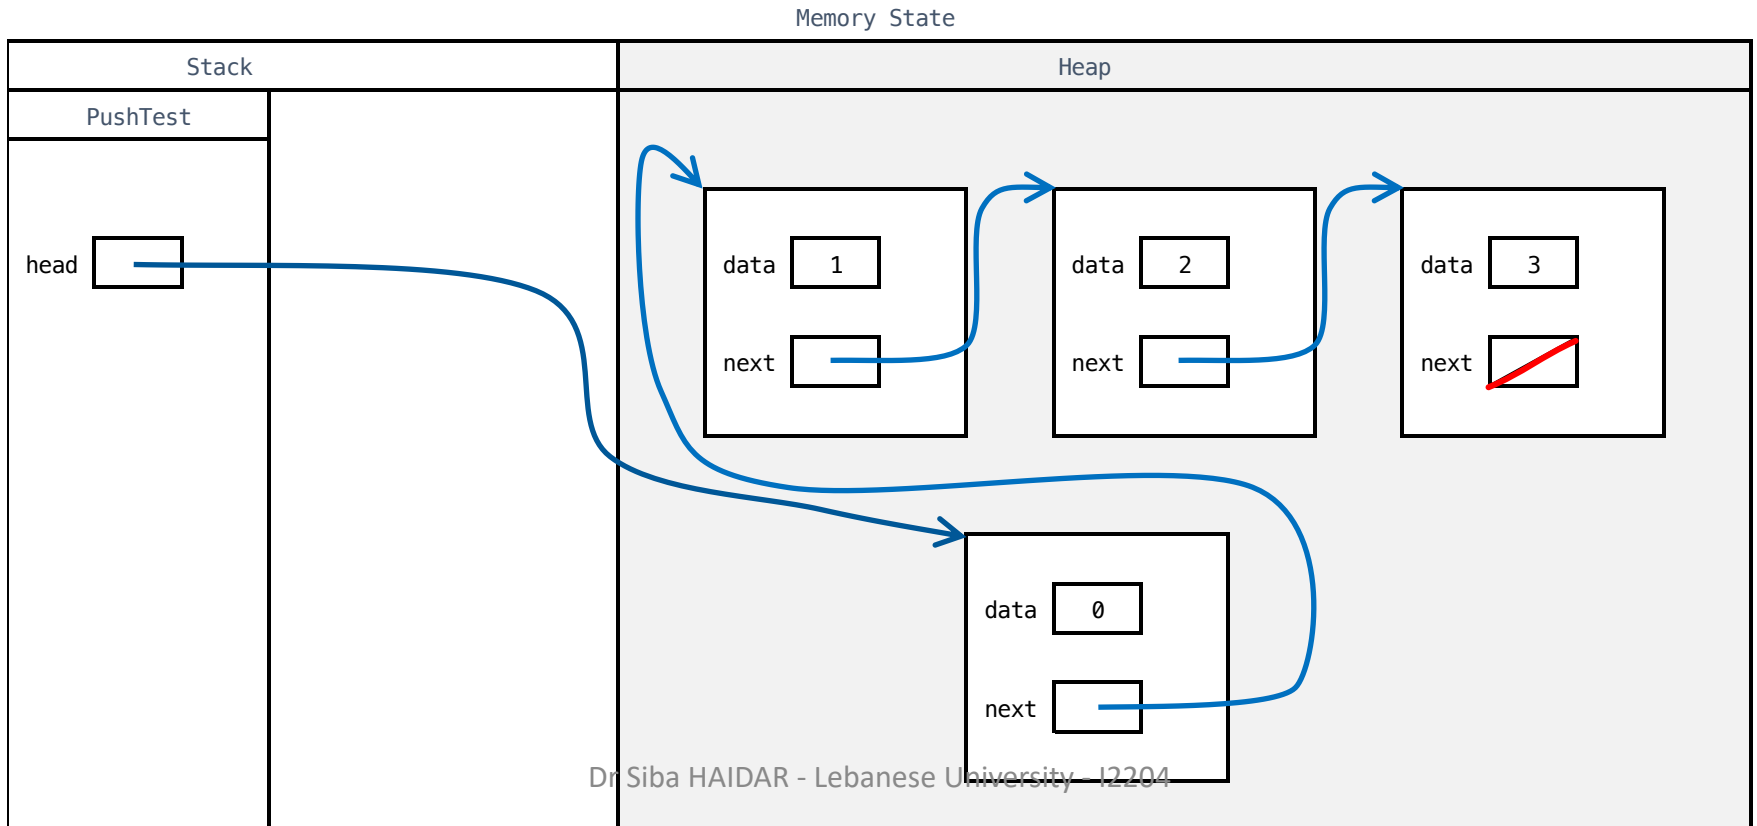 Memory State
Stack
Heap
PushTest
head
data 1
data 2
data 3
next
next
next
data 0
next
Dr Siba HAIDAR - Lebanese University - I2204